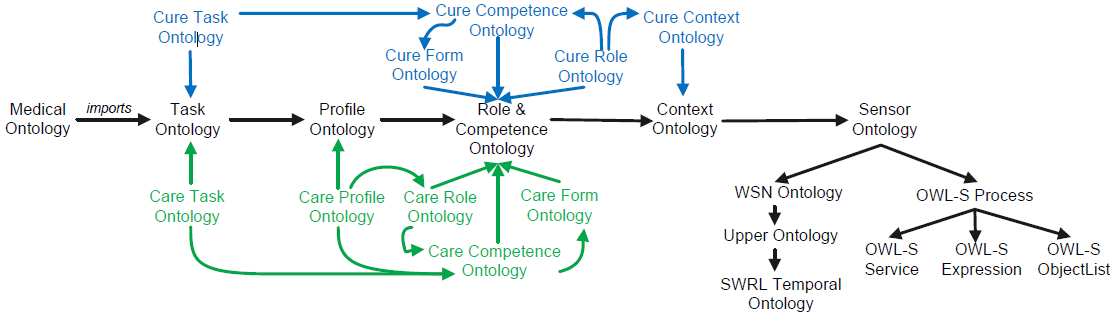 Cure Task
Ontology
Cure Competence
Ontology
Cure Context
Ontology
Cure Form
Ontology
Cure Role
Ontology
Medical
Ontology
imports
Task
Ontology
Profile
Ontology
Role &
Competence
Ontology
Context
Ontology
Sensor
Ontology
Care Task
Ontology
Care Profile
Ontology
Care Role
Ontology
Care Form
Ontology
Care Competence
Ontology
WSN Ontology
OWL-S Process
Upper Ontology
SWRL Temporal
Ontology
OWL-S
Service
OWL-S
Expression
OWL-S
ObjectList